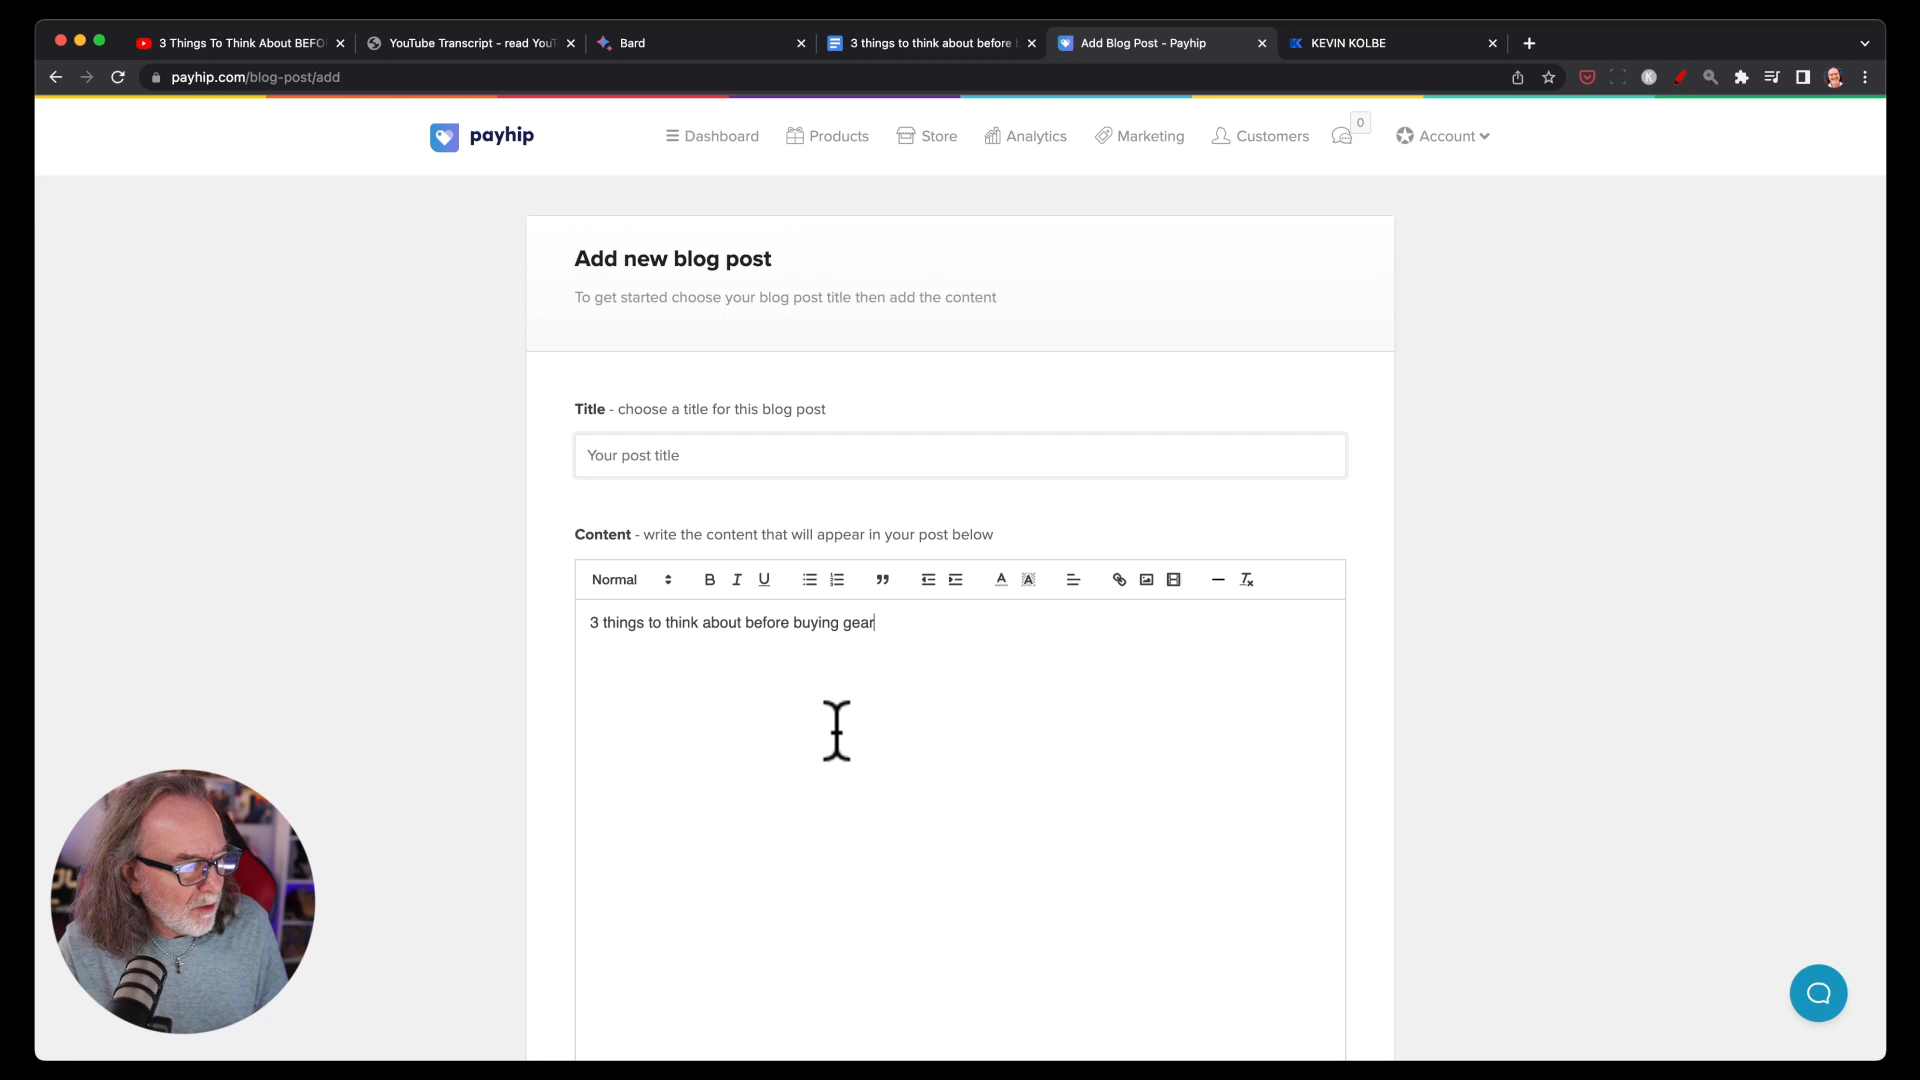 3 Things To Think About BEFO
YouTube Transcript - read YouT
Bard
3 things to think about before
Add Blog Post - Payhip
KEVIN KOLBE
payhip.com/blog-post/add
payhip
Dashboard
Products
Store
Analytics
Marketing
Customers
0
Account
Add new blog post
To get started choose your blog post title then add the content
Title - choose a title for this blog post
Your post title
Content - write the content that will appear in your post below
Normal
3 things to think about before buying gear